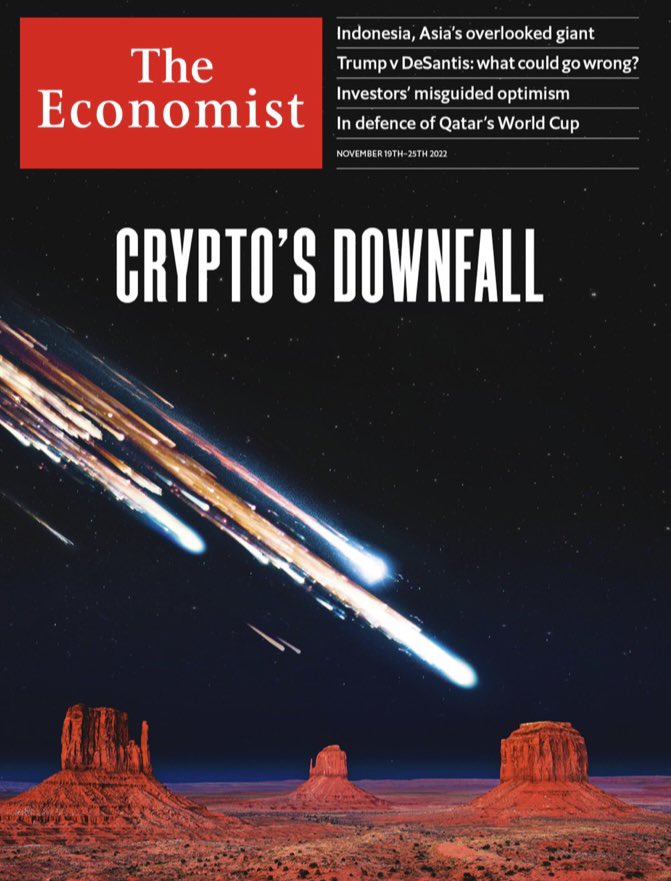 The
Economist
Indonesia, Asia's overlooked giant
Trump v DeSantis: what could go wrong?
Investors' misguided optimism
In defence of Qatar's World Cup
NOVEMBER 19TH–25TH 2022
CRYPTO'S DOWNFALL